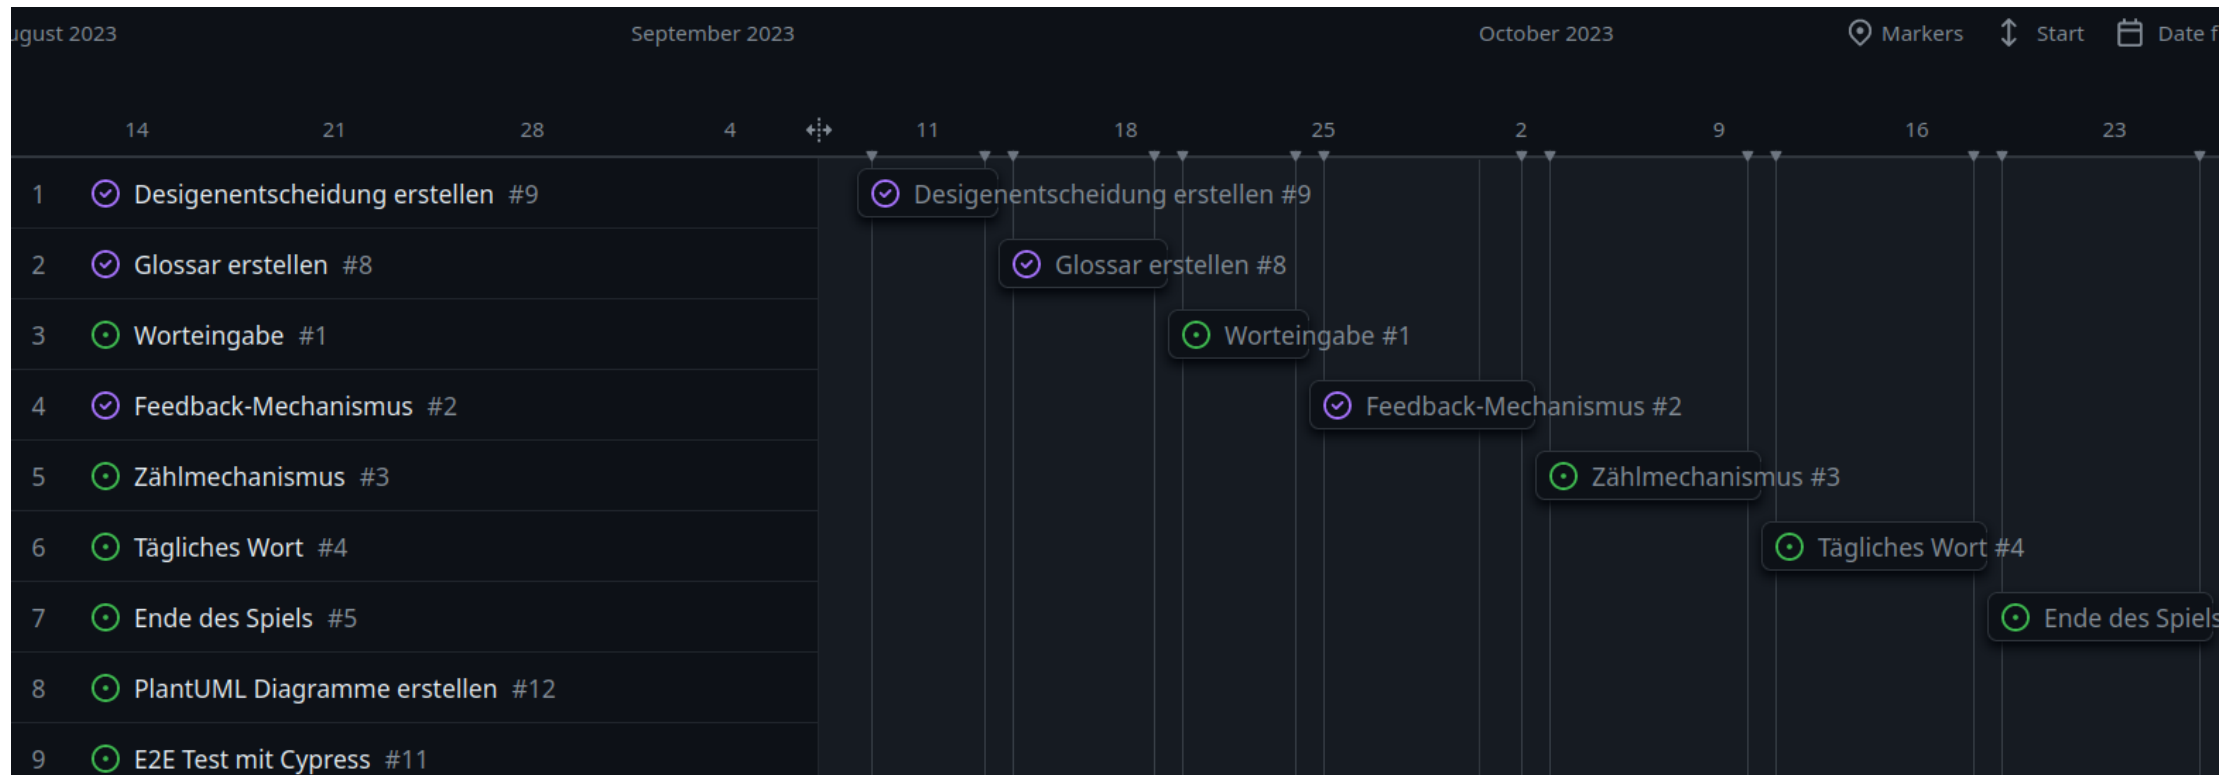 ugust 2023 September 2023 October 2023 Markers Start Date f
14 21 28 4 11 18 25 2 9 16 23
1 Desigenentscheidung erstellen #9 Desigenentscheidung erstellen #9
2 Glossar erstellen #8 Glossar erstellen #8
3 Worteingabe #1 Worteingabe #1
4 Feedback-Mechanismus #2 Feedback-Mechanismus #2
5 Zählmechanismus #3 Zählmechanismus #3
6 Tägliches Wort #4 Tägliches Wort #4
7 Ende des Spiels #5 Ende des Spiels
8 PlantUML Diagramme erstellen #12
9 E2E Test mit Cypress #11